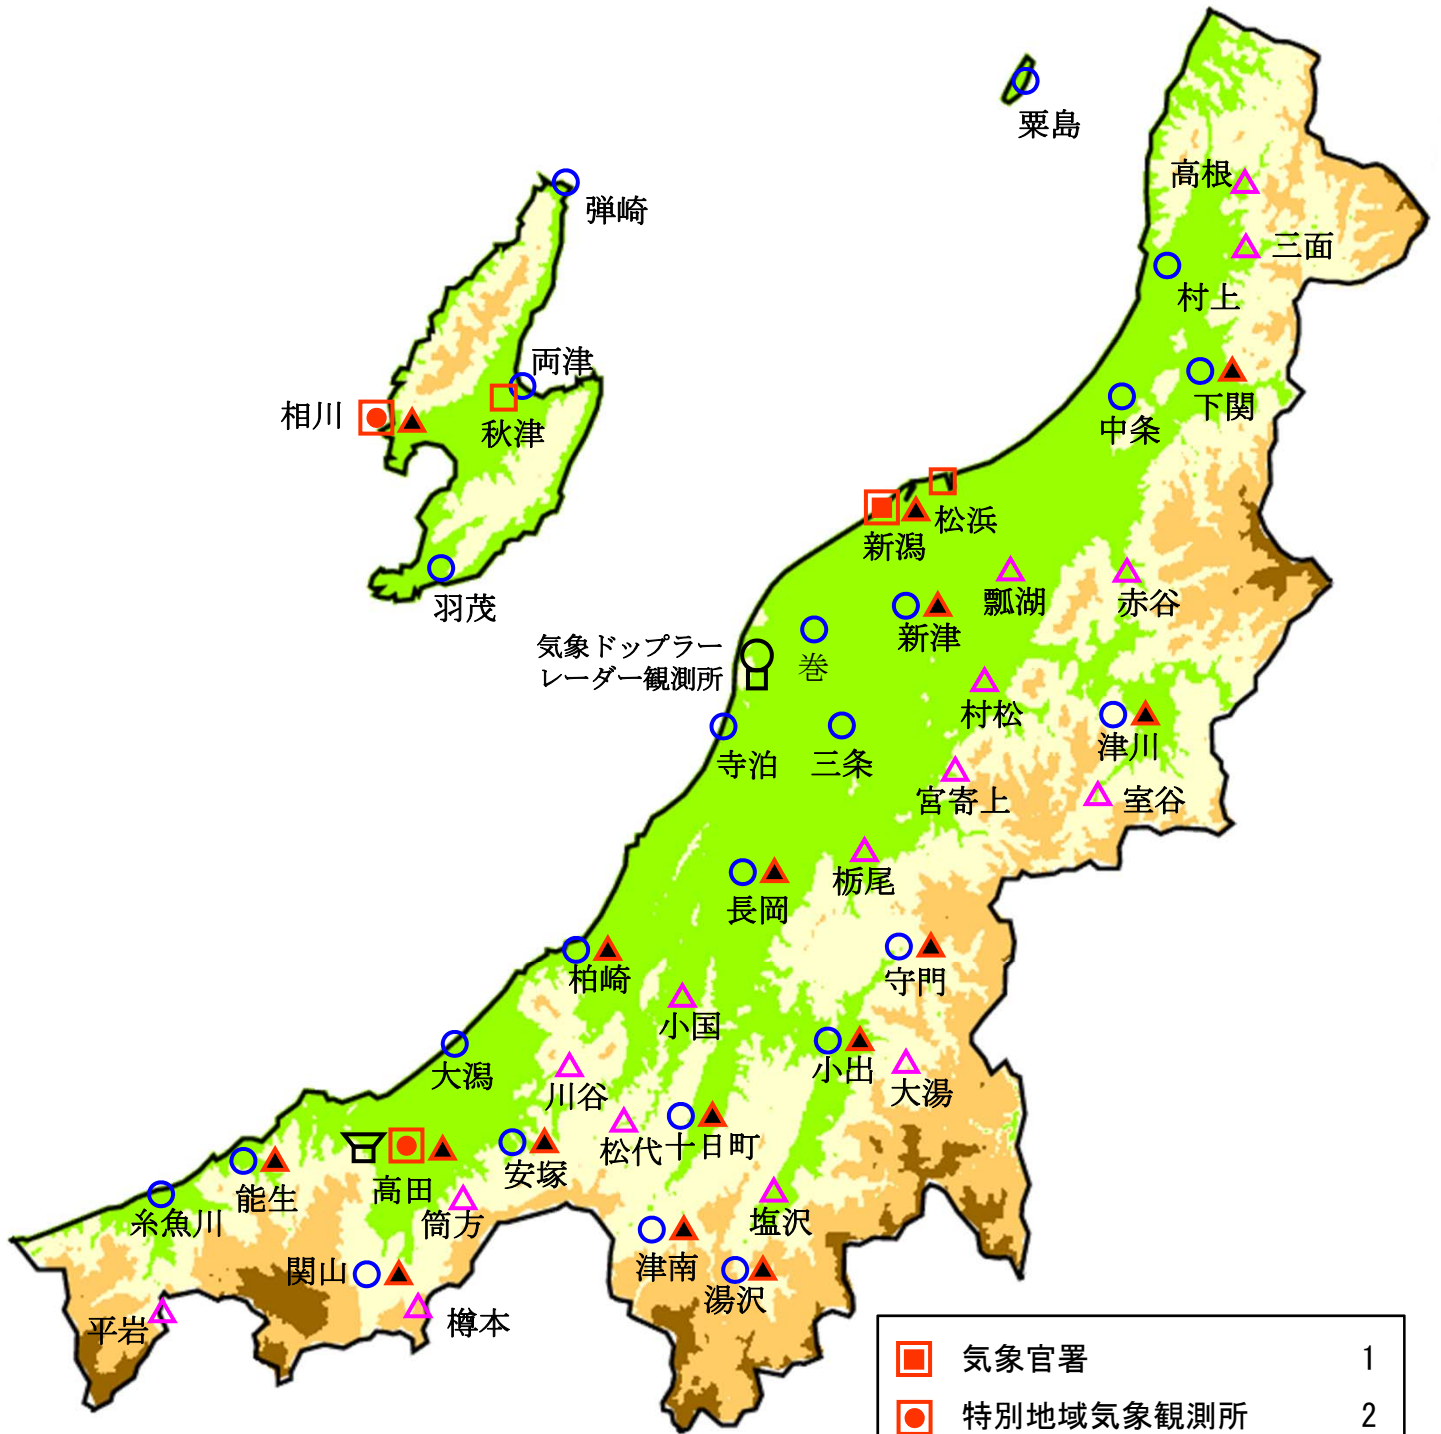 粟島
高根
弾崎
三面
村上
両津
下関
相川
秋津
中条
松浜
新潟
瓢湖
赤谷
羽茂
新津
気象ドップラー
レーダー観測所
巻
村松
津川
寺泊
三条
宮寄上
室谷
栃尾
長岡
柏崎
守門
小国
小出
大潟
川谷
大湯
松代
十日町
安塚
高田
能生
筒方
塩沢
糸魚川
関山
津南
湯沢
平岩
樽本
気象官署 1
特別地域気象観測所 2